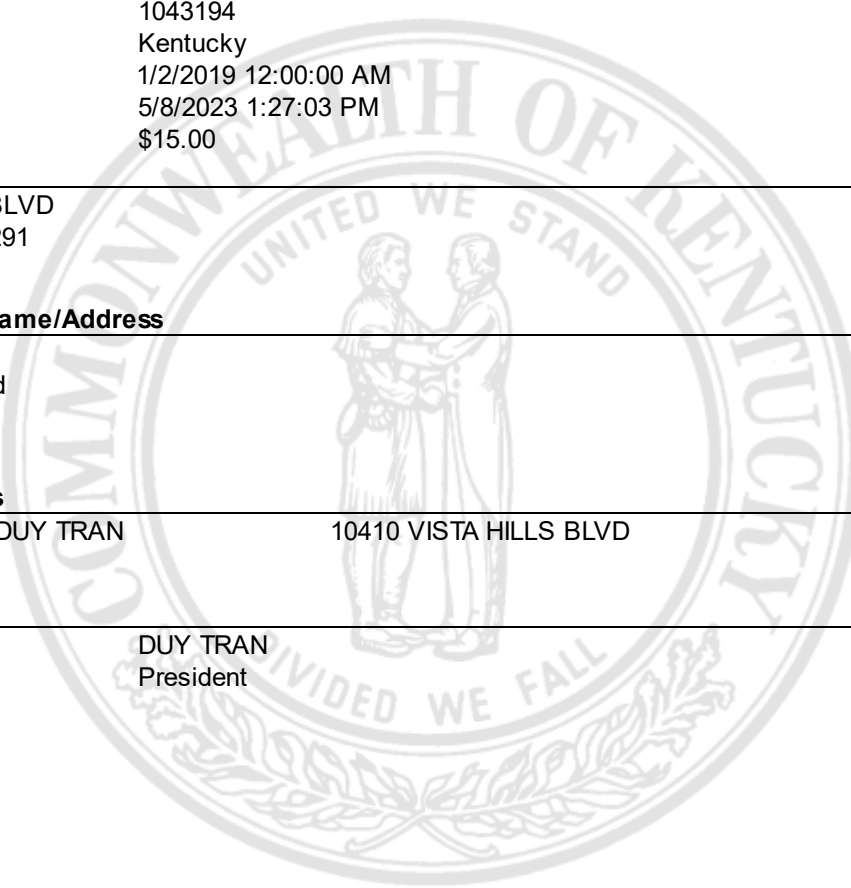 1043194
Kentucky
1/2/2019 12:00:00 AM
5/8/2023 1:27:03 PM
$15.00
BLVD
291
ame/Address
d
s
DUY TRAN 10410 VISTA HILLS BLVD
DUY TRAN
President
COMMONWEALTH OF KENTUCKY
UNITED WE STAND
DIVIDED WE FALL